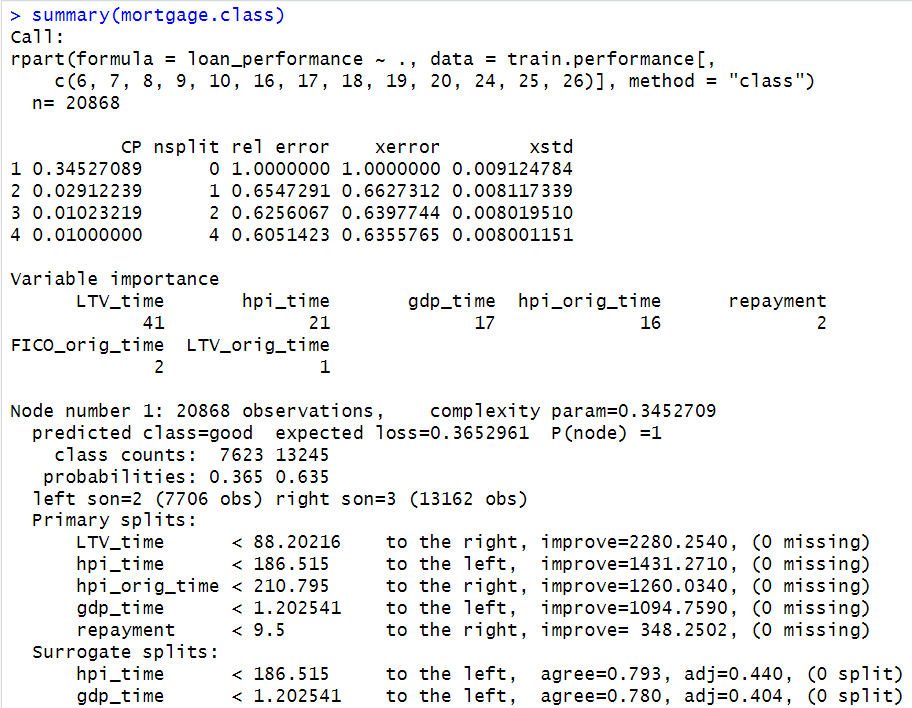 > summary(mortgage.class)
Call:
rpart(formula = loan_performance ~ ., data = train.performance[,
    c(6, 7, 8, 9, 10, 16, 17, 18, 19, 20, 24, 25, 26)], method = "class")
  n= 20868
          CP nsplit rel error    xerror        xstd
1 0.34527089      0 1.0000000 1.0000000 0.009124784
2 0.02912239      1 0.6547291 0.6627312 0.008117339
3 0.01023219      2 0.6256067 0.6397744 0.008019510
4 0.01000000      4 0.6051423 0.6355765 0.008001151
Variable importance
      LTV_time       hpi_time       gdp_time  hpi_orig_time      repayment
            41             21             17             16              2
FICO_orig_time  LTV_orig_time
             2              1
Node number 1: 20868 observations,    complexity param=0.3452709
  predicted class=good  expected loss=0.3652961  P(node) =1
    class counts:  7623 13245
   probabilities: 0.365 0.635
  left son=2 (7706 obs) right son=3 (13162 obs)
  Primary splits:
      LTV_time      < 88.20216    to the right, improve=2280.2540, (0 missing)
      hpi_time      < 186.515     to the left,  improve=1431.2710, (0 missing)
      hpi_orig_time < 210.795     to the right, improve=1260.0340, (0 missing)
      gdp_time      < 1.202541    to the left,  improve=1094.7590, (0 missing)
      repayment     < 9.5         to the right, improve= 348.2502, (0 missing)
  Surrogate splits:
      hpi_time      < 186.515     to the left,  agree=0.793, adj=0.440, (0 split)
      gdp_time      < 1.202541    to the left,  agree=0.780, adj=0.404, (0 split)